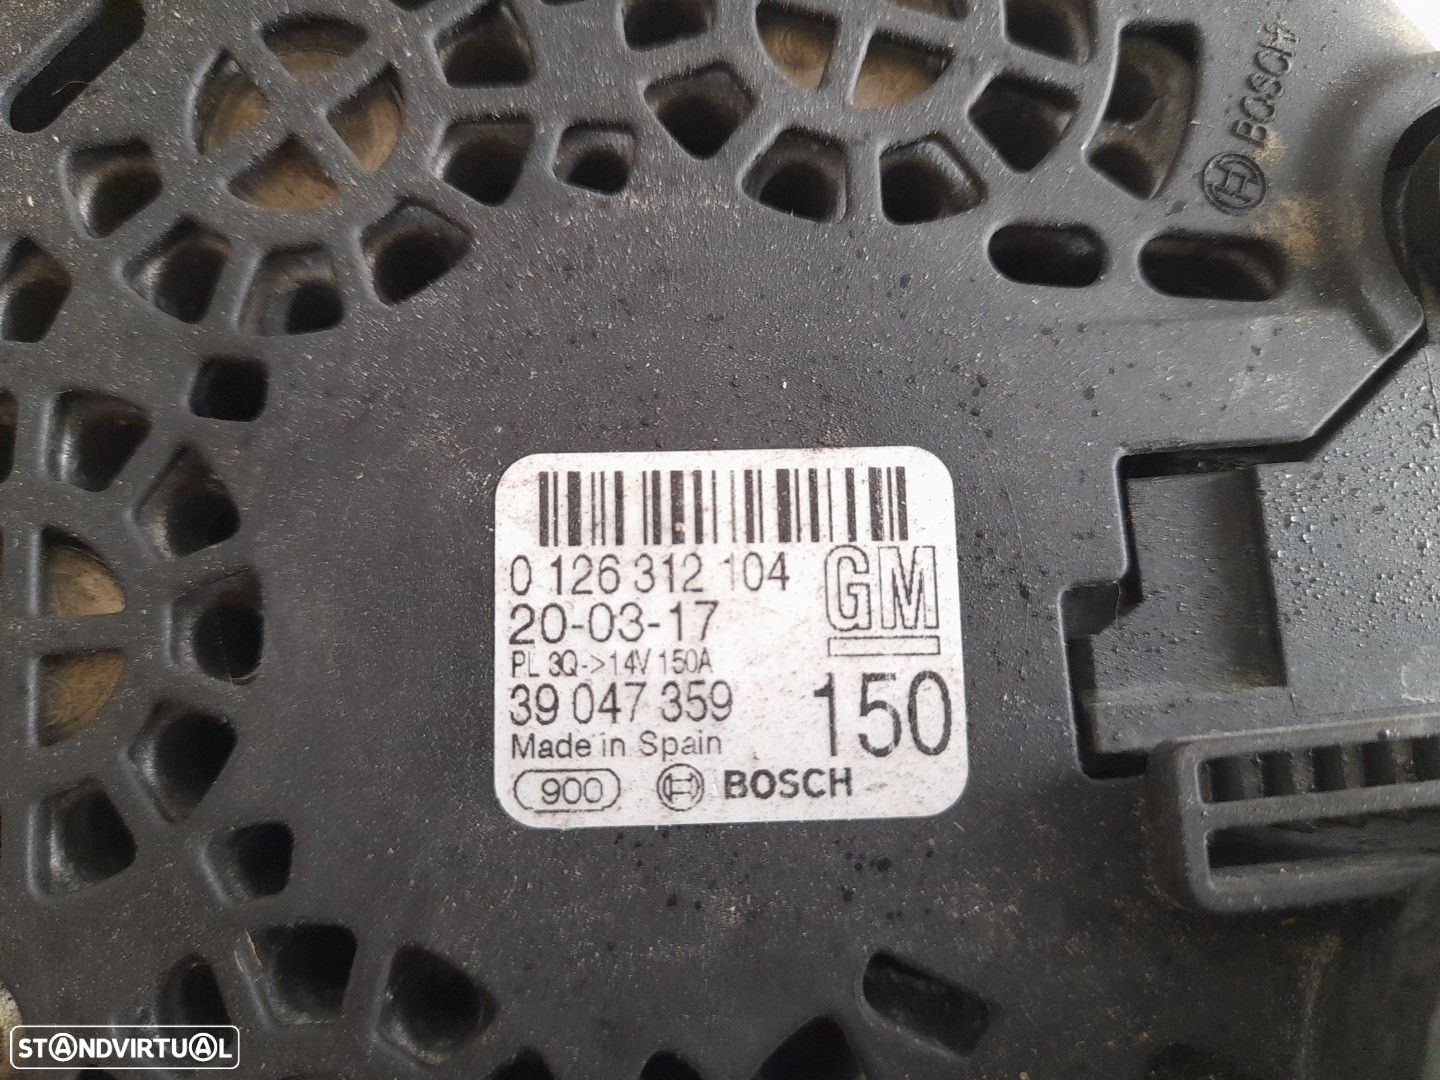 BOSCH
0 126 312 104
20-03-17
PL 3Q->14V 150A
39 047 359
Made in Spain
900
BOSCH
GM
150
STANDVIRTUAL